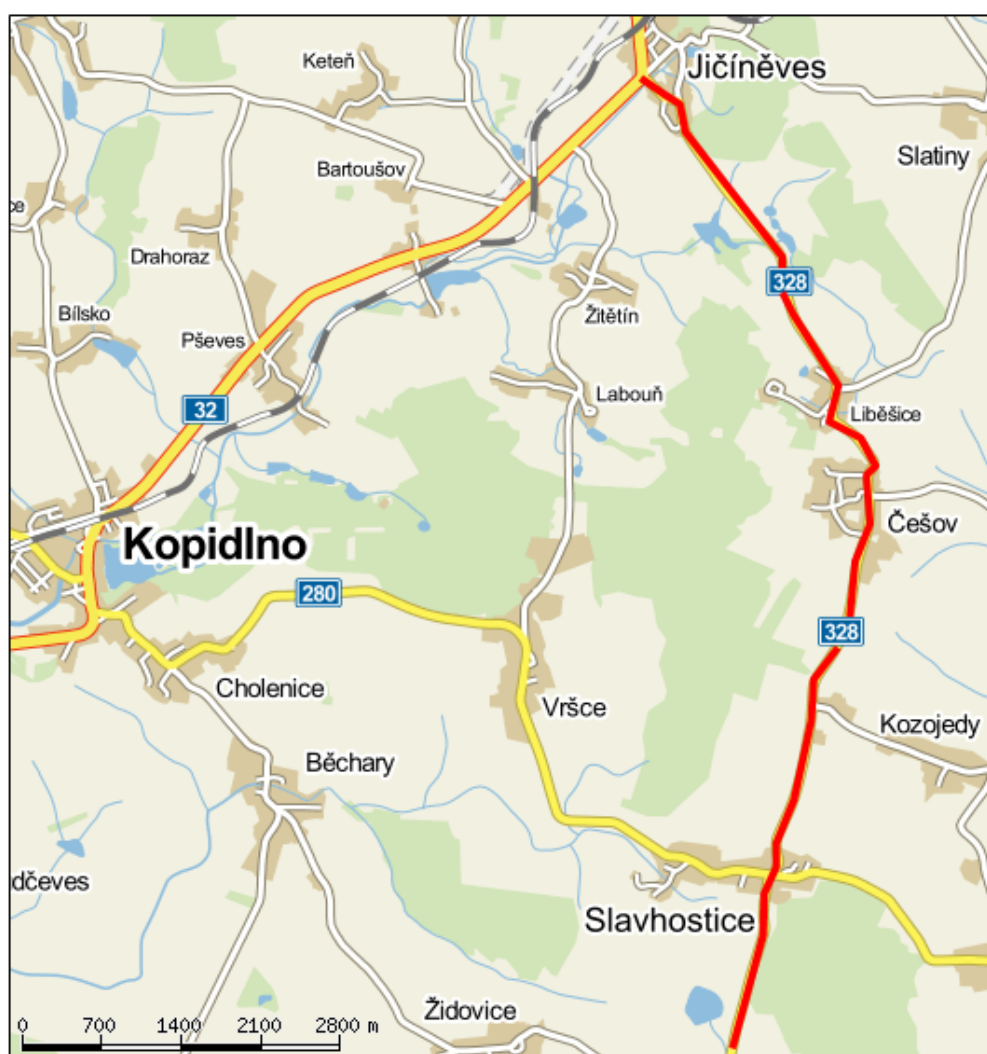 Keteň
Jičíněves
Slatiny
Bartoušov
Drahoraz
328
Bílsko
Žitětín
Pševes
Labouň
32
Liběšice
Češov
Kopidlno
280
328
Cholenice
Vršce
Kozojedy
Běchary
dčeves
Slavhostice
Židovice
0 700 1400 2100 2800 m